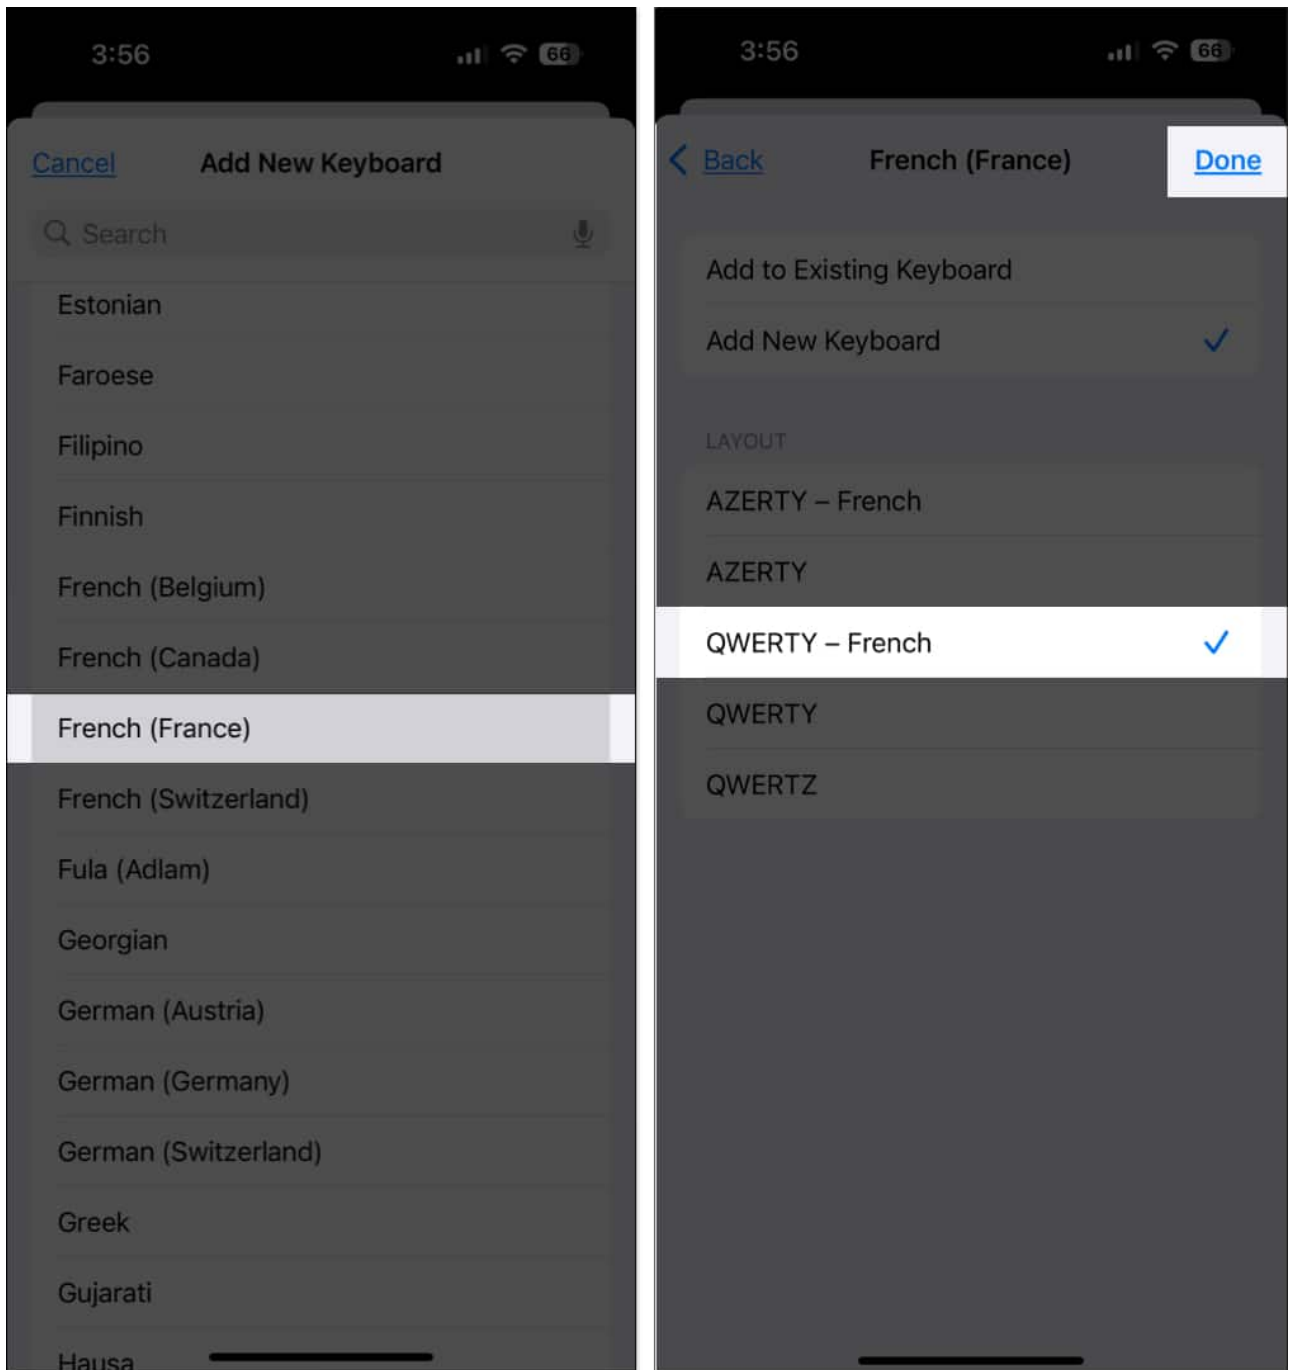 3:56
66
Cancel
Add New Keyboard
Search
Estonian
Faroese
Filipino
Finnish
French (Belgium)
French (Canada)
French (France)
French (Switzerland)
Fula (Adlam)
Georgian
German (Austria)
German (Germany)
German (Switzerland)
Greek
Gujarati
Hausa
3:56
66
Back
French (France)
Done
Add to Existing Keyboard
Add New Keyboard
LAYOUT
AZERTY – French
AZERTY
QWERTY – French
QWERTY
QWERTZ